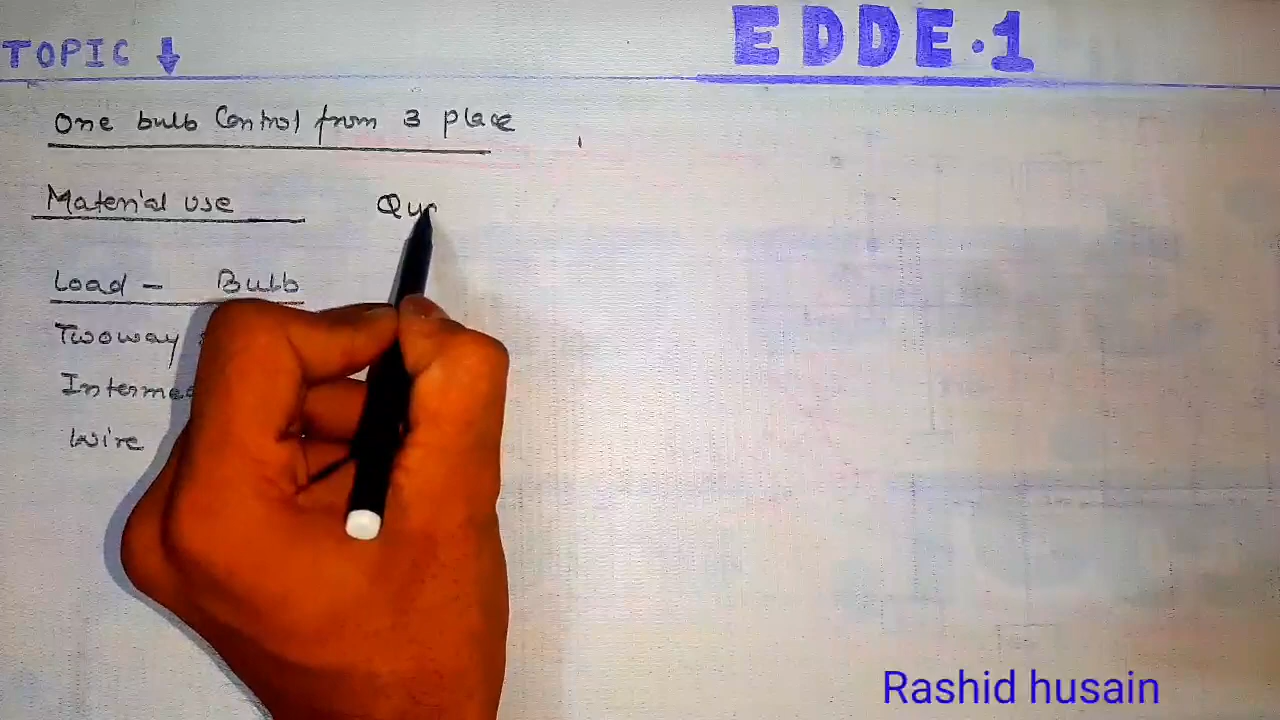 TOPIC ↓
EDDE.1
One bulb Control from 3 place
Material use
Load - Bulb
Twoway
Wire
Rashid husain